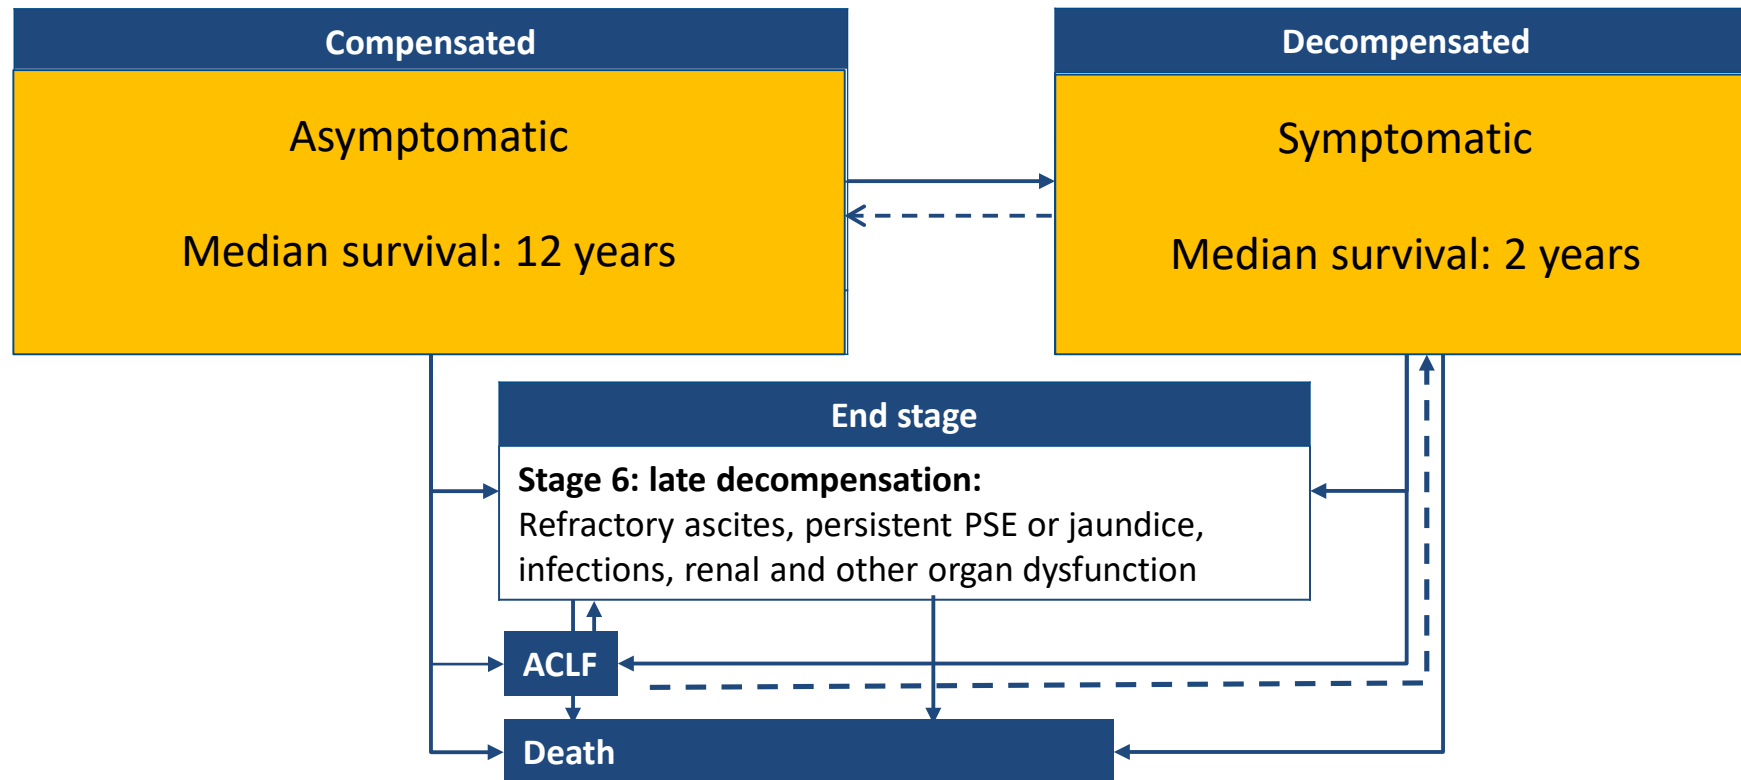 Compensated
Asymptomatic
Median survival: 12 years
Decompensated
Symptomatic
Median survival: 2 years
End stage
Stage 6: late decompensation:
Refractory ascites, persistent PSE or jaundice,
infections, renal and other organ dysfunction
ACLF
Death